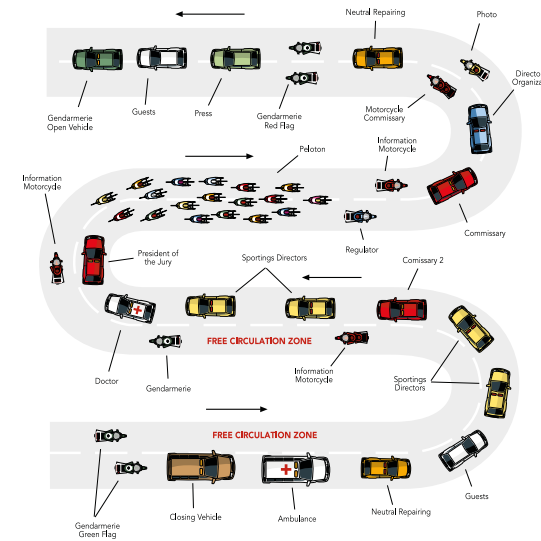 Neutral Repairing
Photo
Directo
Organiza
Gendarmerie
Open Vehicle
Guests
Press
Gendarmerie
Red Flag
Motorcycle
Commissary
Information
Motorcycle
Peloton
Information
Motorcycle
Commissary
Regulator
President of
the Jury
Sportings Directors
Comissary 2
Doctor
Gendarmerie
FREE CIRCULATION ZONE
Information
Motorcycle
Sportings
Directors
FREE CIRCULATION ZONE
Guests
Gendarmerie
Green Flag
Closing Vehicle
Ambulance
Neutral Repairing